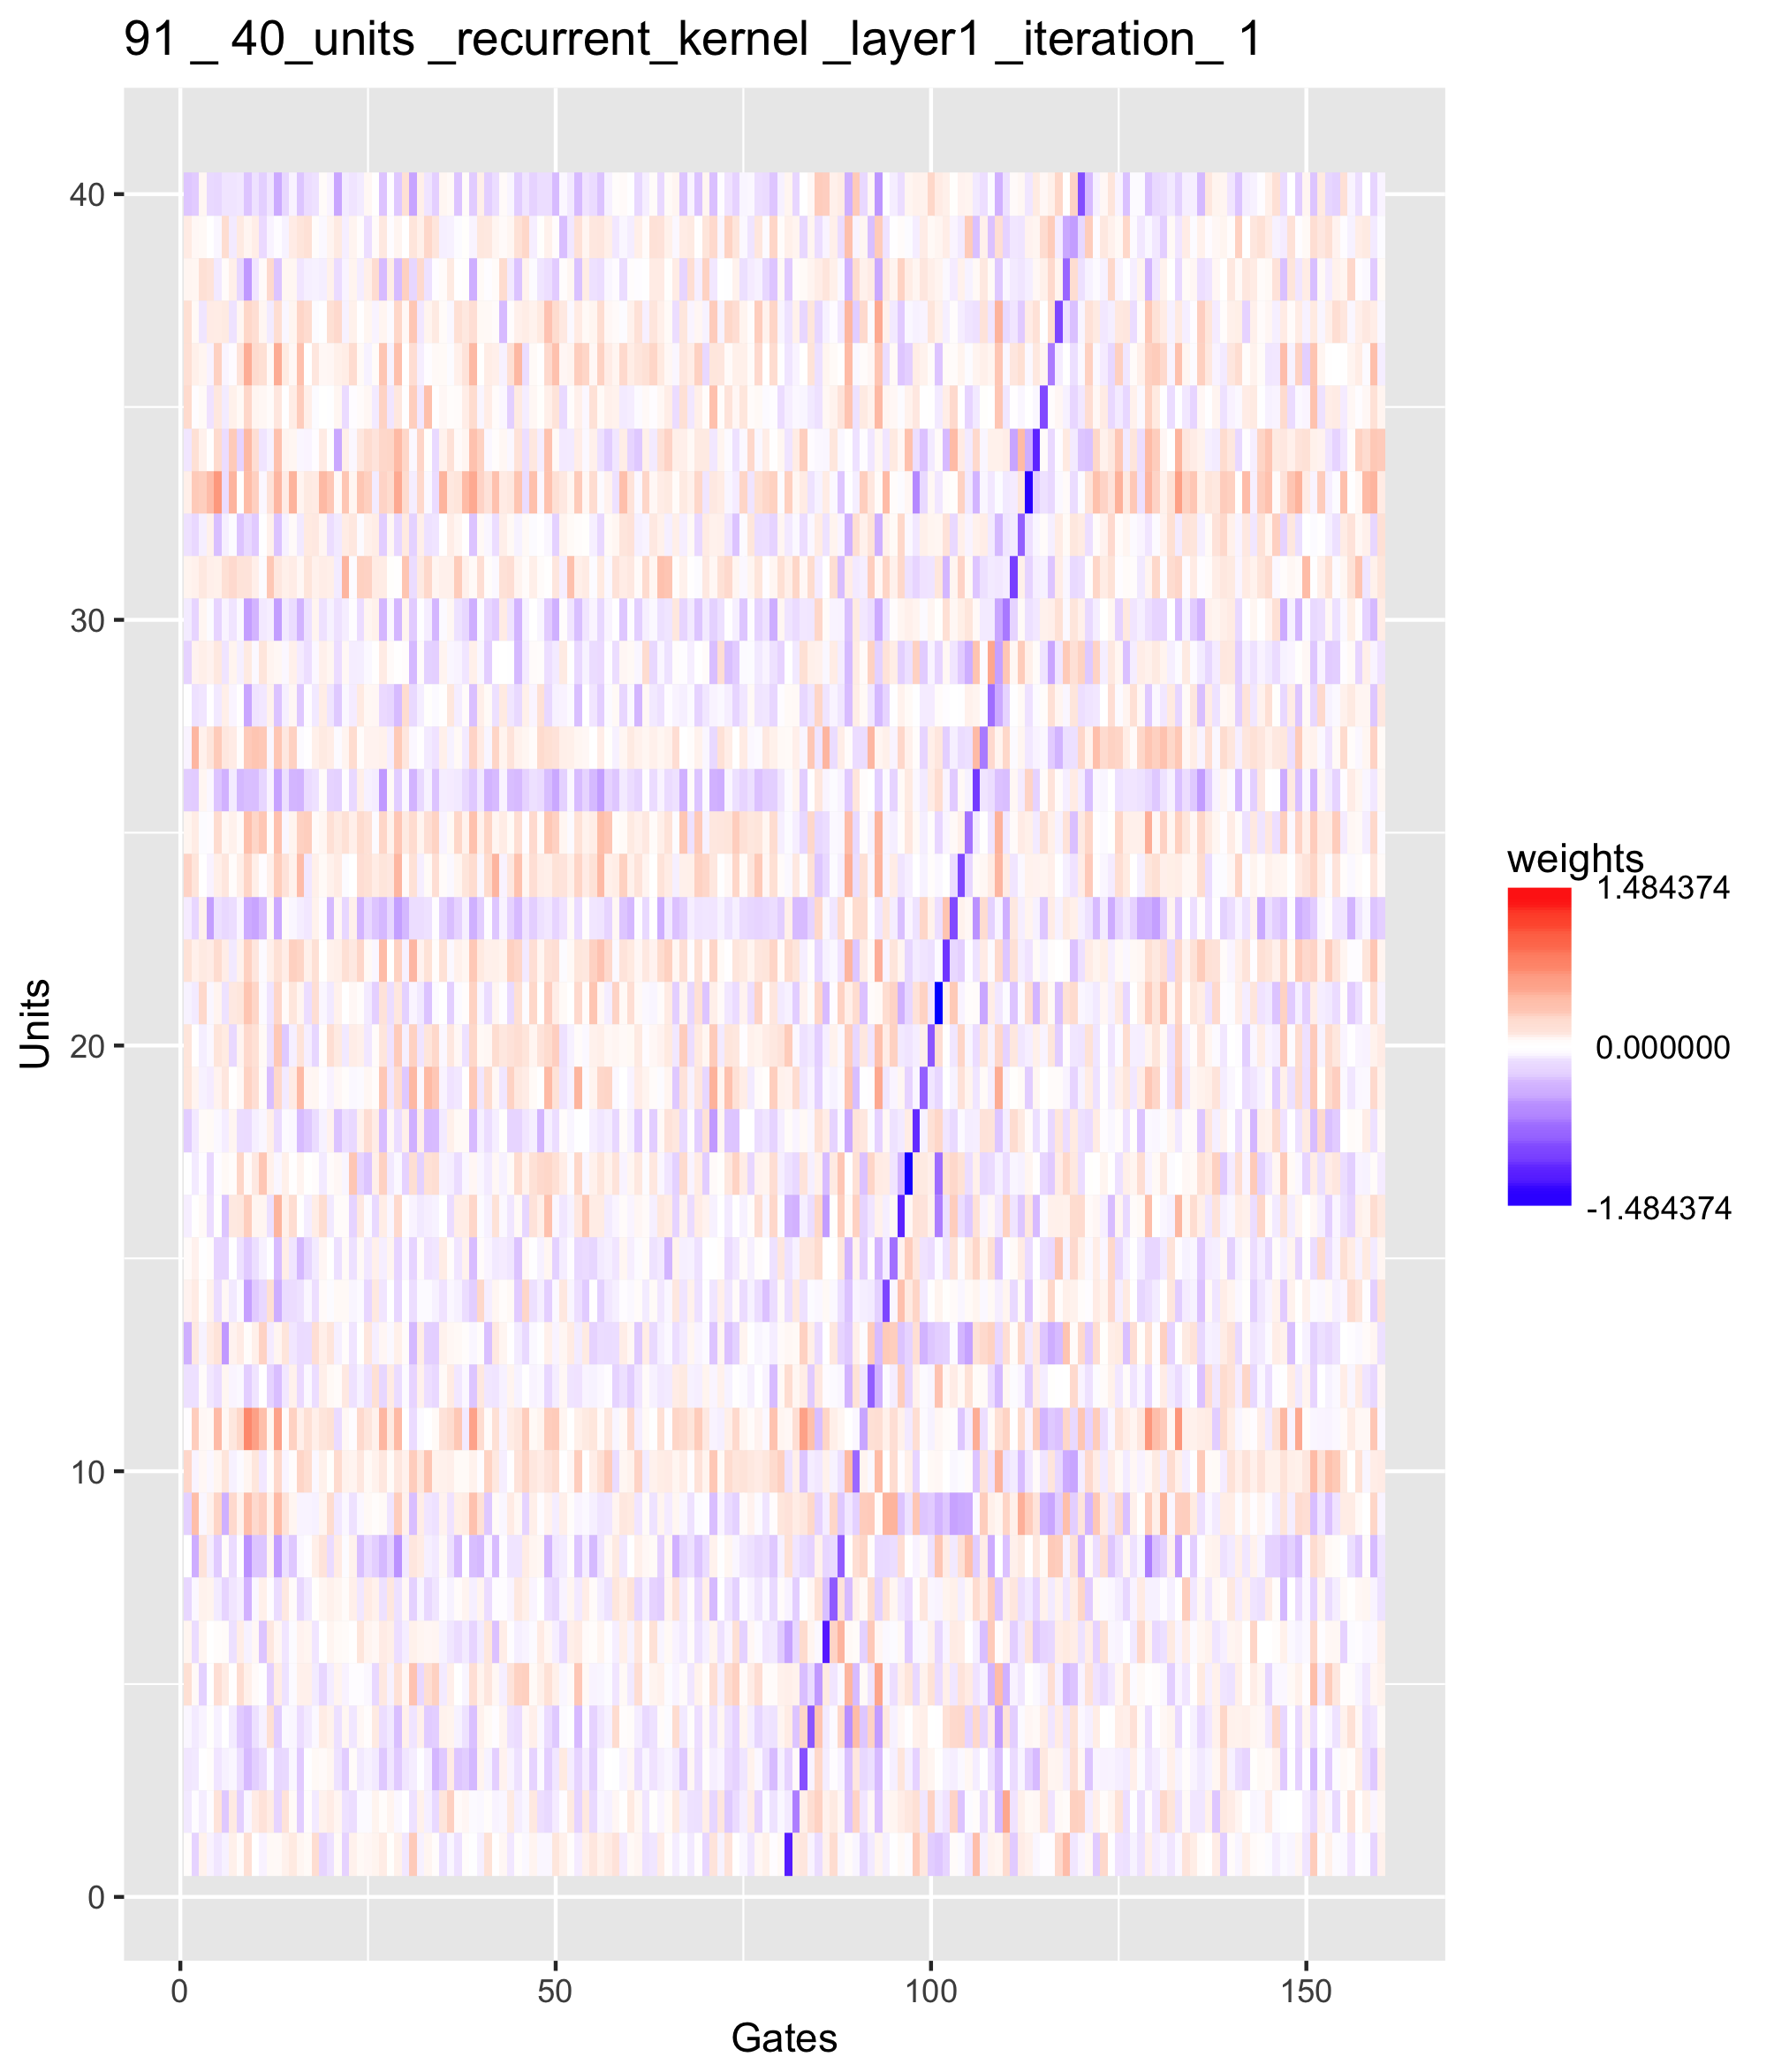 91 _ 40_units _recurrent_kernel _layer1 _iteration_ 1
40
30
20
10
0
Units
0 50 100 150
Gates
weights
1.484374
0.000000
-1.484374